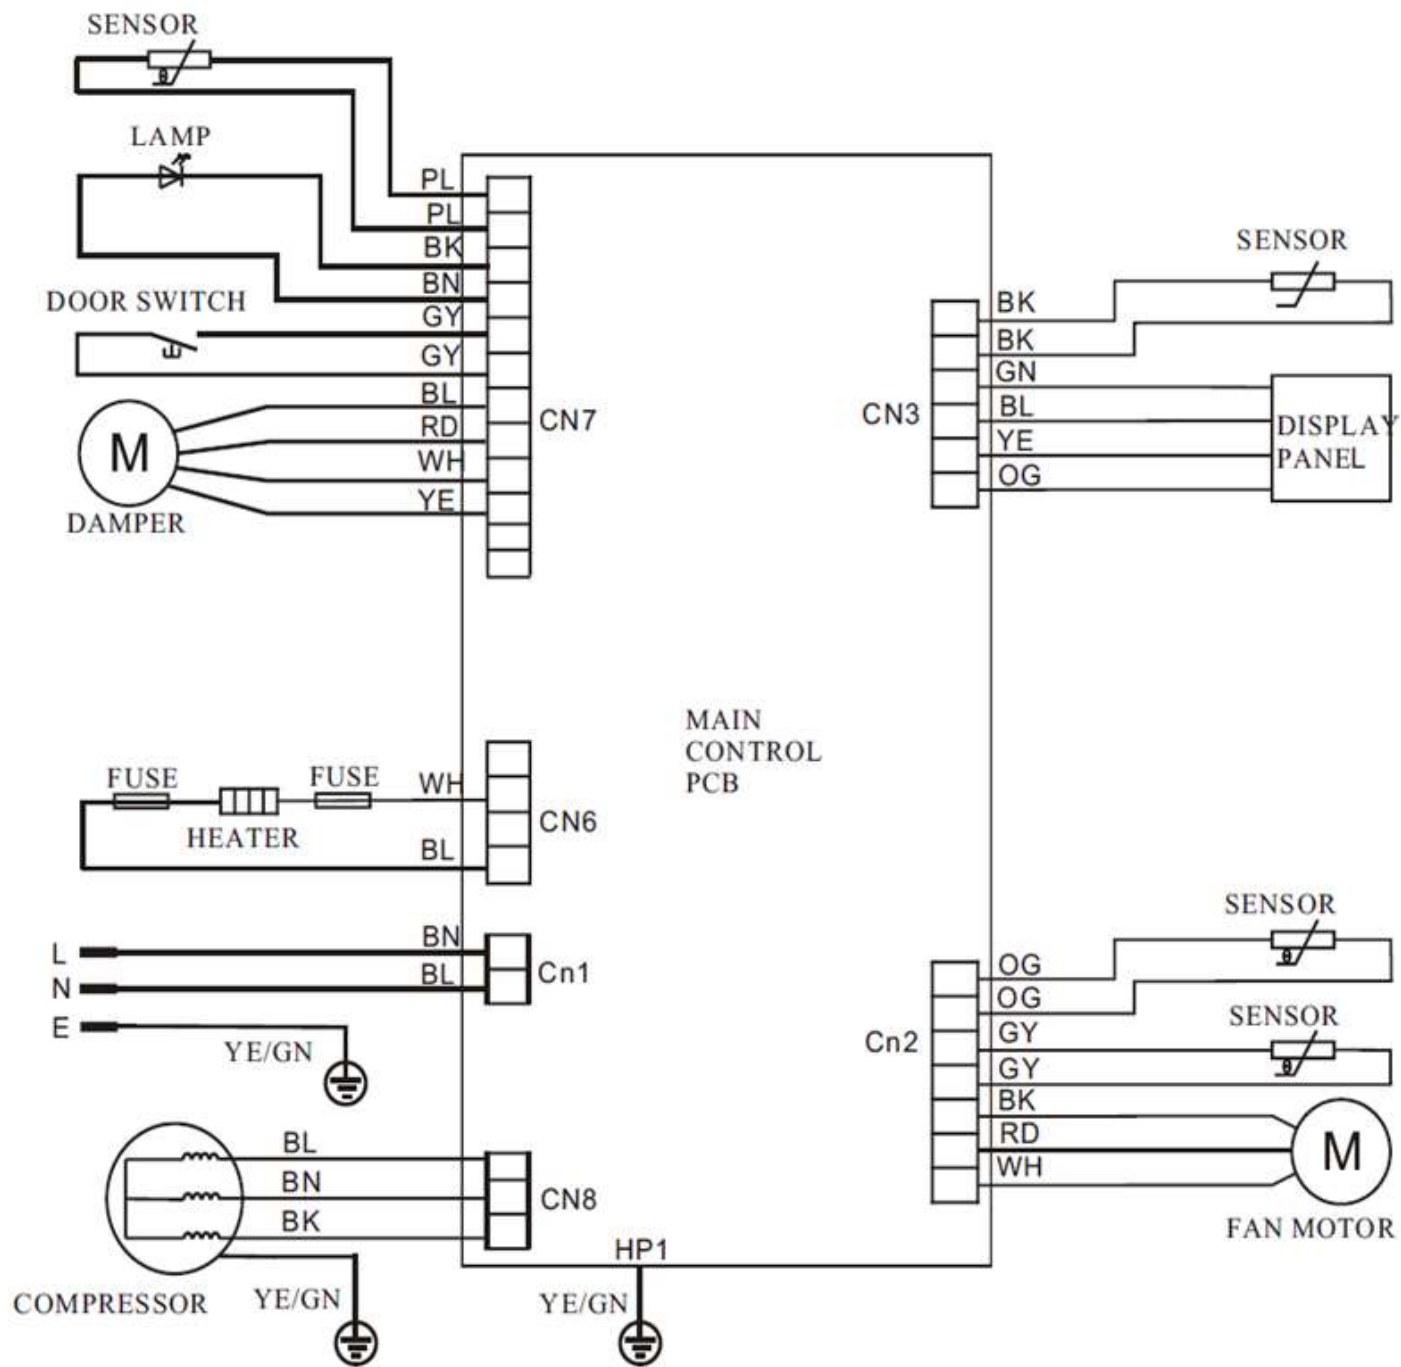 SENSOR
θ
LAMP
PL
PL
BK
BN
DOOR SWITCH
GY
GY
BL
RD
WH
YE
CN7
M
DAMPER
SENSOR
BK
BK
GN
BL
YE
OG
CN3
DISPLAY
PANEL
MAIN
CONTROL
PCB
FUSE
FUSE
WH
HEATER
CN6
BL
L
BN
N
BL
Cn1
E
YE/GN
SENSOR
θ
OG
OG
SENSOR
θ
GY
GY
Cn2
BK
RD
WH
M
FAN MOTOR
BL
BN
BK
CN8
COMPRESSOR
YE/GN
HP1
YE/GN